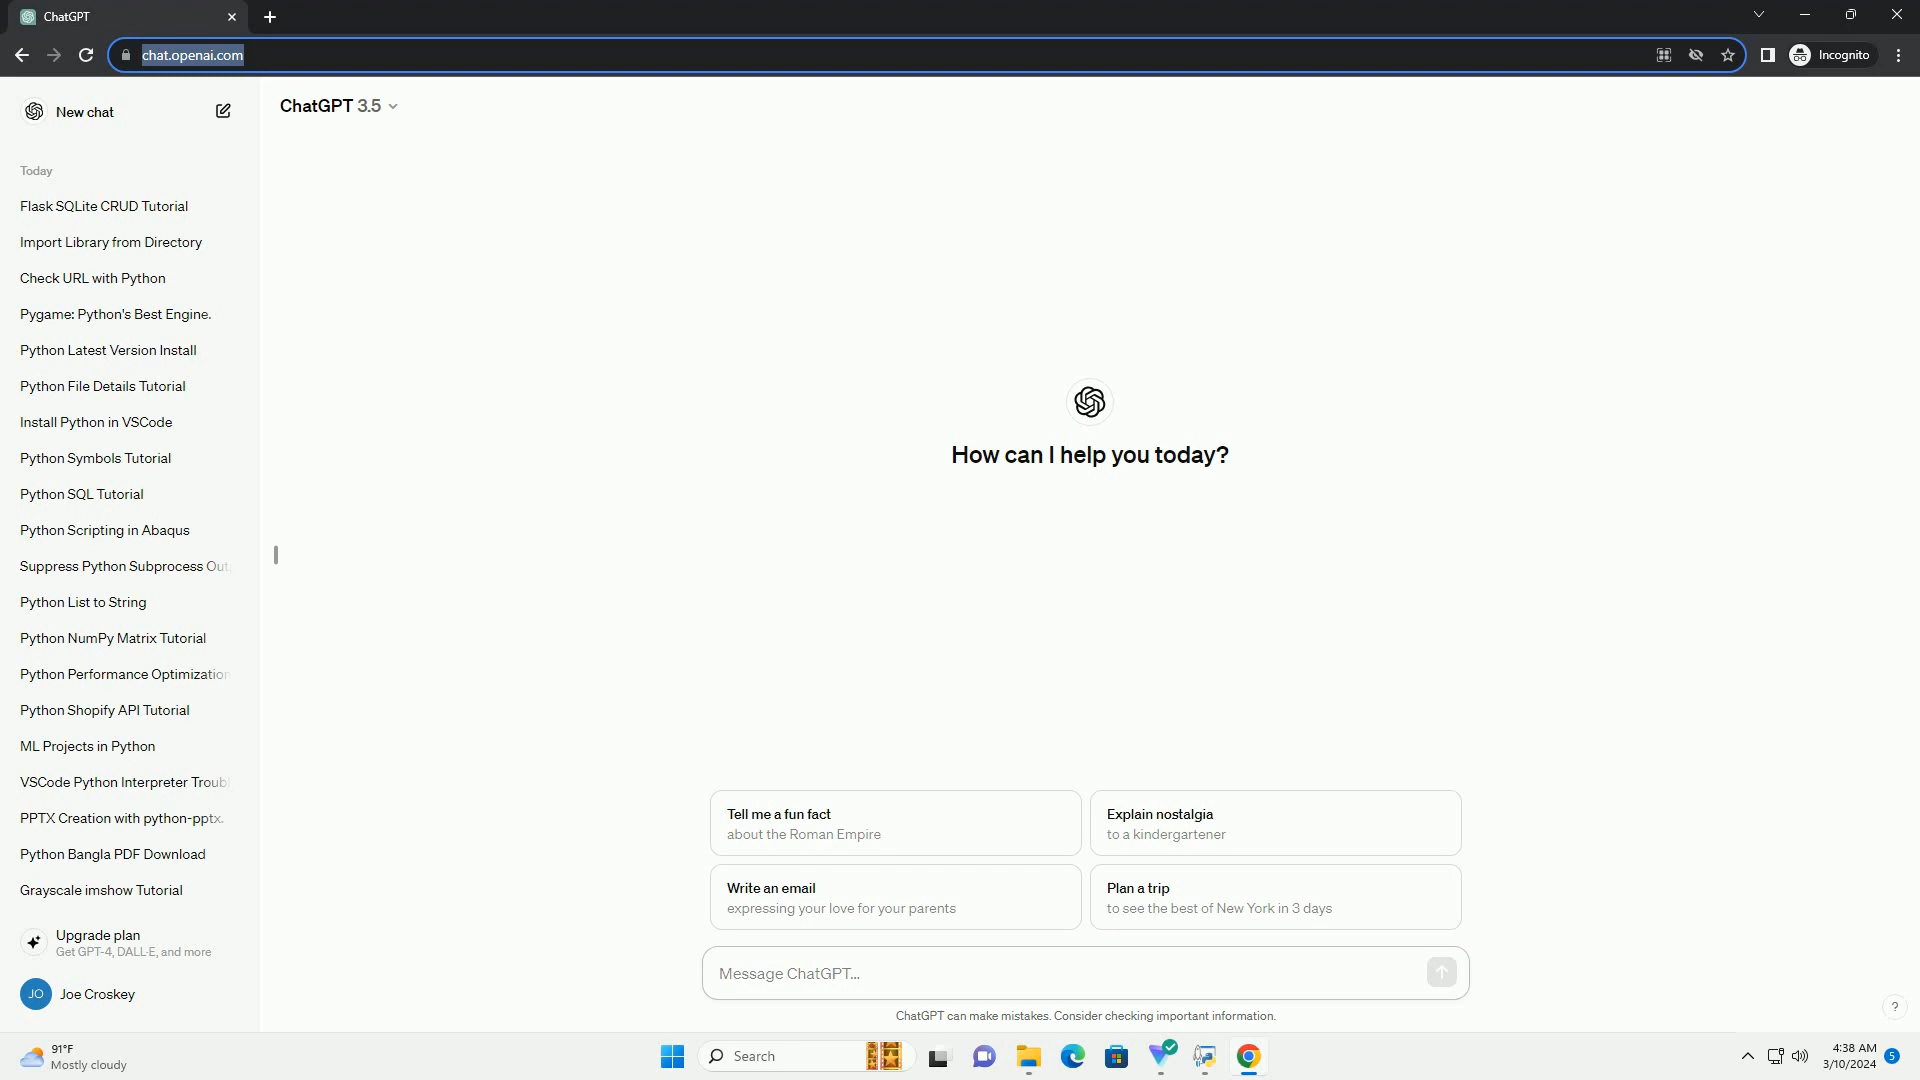 ChatGPT
chat.openai.com
Incognito
New chat
ChatGPT 3.5
Today
Flask SQLite CRUD Tutorial
Import Library from Directory
Check URL with Python
Pygame: Python's Best Engine.
Python Latest Version Install
Python File Details Tutorial
Install Python in VSCode
Python Symbols Tutorial
Python SQL Tutorial
Python Scripting in Abaqus
Suppress Python Subprocess Out
Python List to String
Python NumPy Matrix Tutorial
Python Performance Optimization
Python Shopify API Tutorial
ML Projects in Python
VSCode Python Interpreter Troubl
PPTX Creation with python-pptx.
Python Bangla PDF Download
Grayscale imshow Tutorial
Upgrade plan
Get GPT-4, DALL·E, and more
JO Joe Croskey
How can I help you today?
Tell me a fun fact
about the Roman Empire
Explain nostalgia
to a kindergartener
Write an email
expressing your love for your parents
Plan a trip
to see the best of New York in 3 days
Message ChatGPT...
ChatGPT can make mistakes. Consider checking important information.
?
91°F
Mostly cloudy
Search
4:38 AM
3/10/2024
5